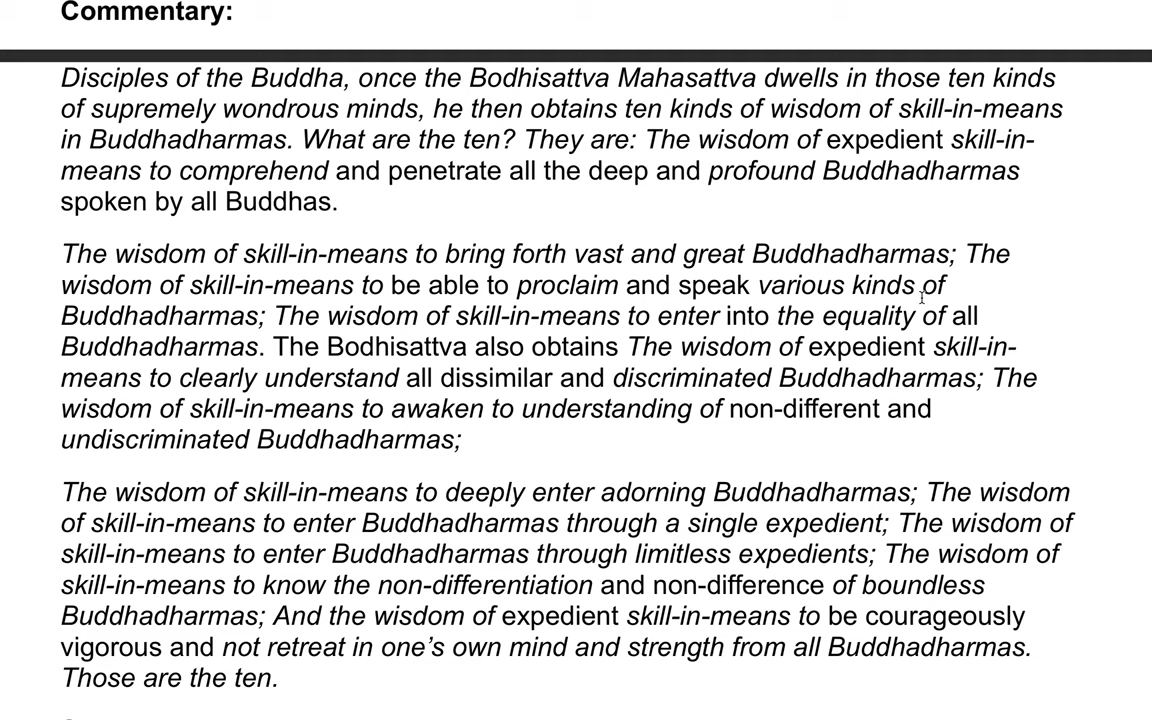 Commentary:
Disciples of the Buddha, once the Bodhisattva Mahasattva dwells in those ten kinds
of supremely wondrous minds, he then obtains ten kinds of wisdom of skill-in-means
in Buddhadharmas. What are the ten? They are: The wisdom of expedient skill-in-
means to comprehend and penetrate all the deep and profound Buddhadharmas
spoken by all Buddhas.
The wisdom of skill-in-means to bring forth vast and great Buddhadharmas; The
wisdom of skill-in-means to be able to proclaim and speak various kinds of
Buddhadharmas; The wisdom of skill-in-means to enter into the equality of all
Buddhadharmas. The Bodhisattva also obtains The wisdom of expedient skill-in-
means to clearly understand all dissimilar and discriminated Buddhadharmas; The
wisdom of skill-in-means to awaken to understanding of non-different and
undiscriminated Buddhadharmas;
The wisdom of skill-in-means to deeply enter adorning Buddhadharmas; The wisdom
of skill-in-means to enter Buddhadharmas through a single expedient; The wisdom of
skill-in-means to enter Buddhadharmas through limitless expedients; The wisdom of
skill-in-means to know the non-differentiation and non-difference of boundless
Buddhadharmas; And the wisdom of expedient skill-in-means to be courageously
vigorous and not retreat in one's own mind and strength from all Buddhadharmas.
Those are the ten.